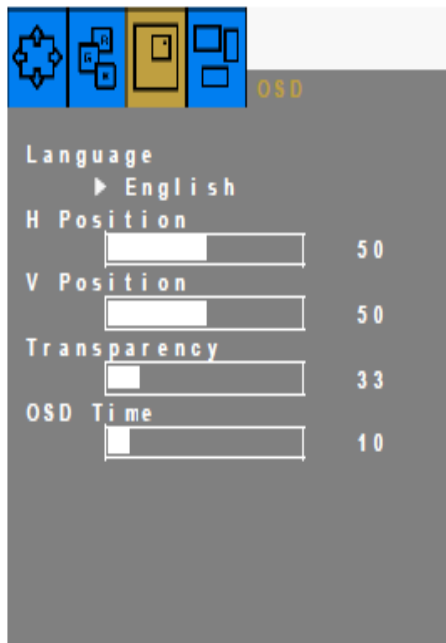 OSD
Language
English
H Position
50
V Position
50
Transparency
33
OSD Time
10